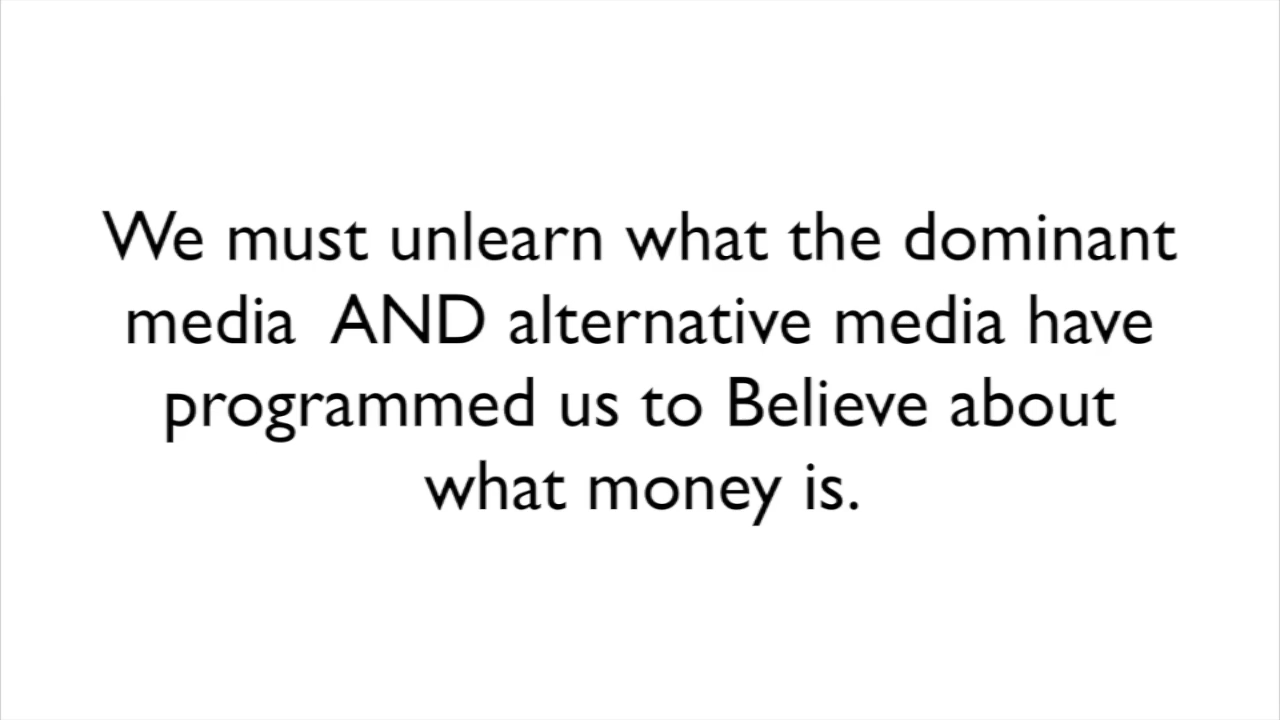 We must unlearn what the dominant
media  AND alternative media have
programmed us to Believe about
what money is.